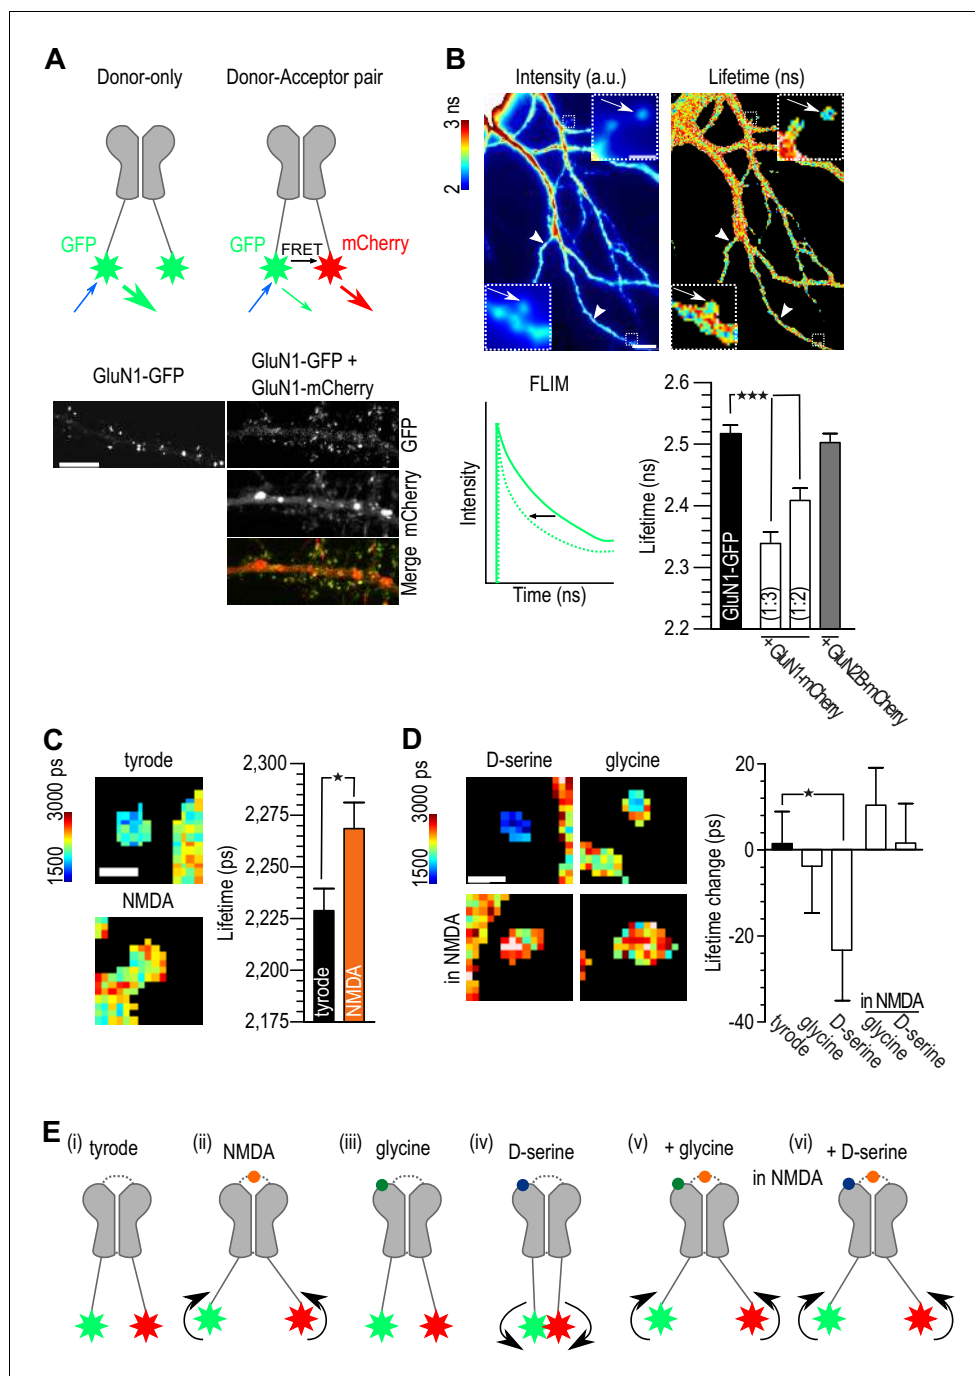 A
Donor-only
Donor-Acceptor pair
GFP
GFP
FRET
mCherry
GluN1-GFP
GluN1-GFP +
GluN1-mCherry
GFP
mCherry
Merge
B
Intensity (a.u.)
Lifetime (ns)
3 ns
2
FLIM
Intensity
Time (ns)
Lifetime (ns)
2.6
2.5
2.4
2.3
2.2
★★★
GluN1-GFP
(1:3)
(1:2)
+GluN1-mCherry
+GluN2B-mCherry
C
tyrode
NMDA
3000 ps
1500
Lifetime (ps)
2,300
2,275
2,250
2,225
2,200
2,175
★
tyrode
NMDA
D
D-serine
glycine
3000 ps
1500
in NMDA
Lifetime change (ps)
20
0
-20
-40
★
in NMDA
tyrode
glycine
D-serine
glycine
D-serine
E
(i)
tyrode
(ii)
NMDA
(iii)
glycine
(iv)
D-serine
(v)
+ glycine
in NMDA
(vi)
+ D-serine